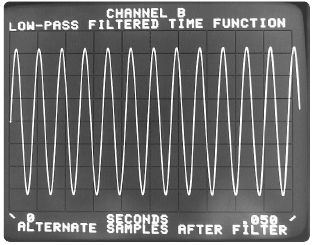 CHANNEL B
LOW-PASS FILTERED TIME FUNCTION
0 SECONDS .050
ALTERNATE SAMPLES AFTER FILTER